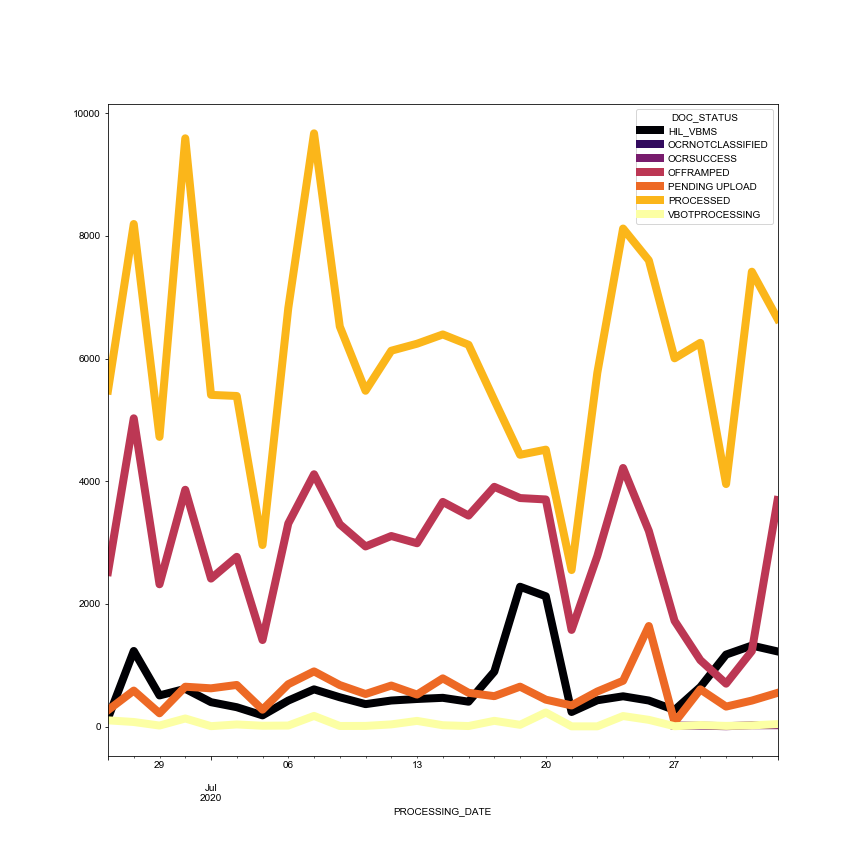 10000
8000
6000
4000
2000
0
DOC_STATUS
HIL_VBMS
OCRNOTCLASSIFIED
OCRSUCCESS
OFFRAMPED
PENDING UPLOAD
PROCESSED
VBOTPROCESSING
29
06
13
20
27
Jul
2020
PROCESSING_DATE